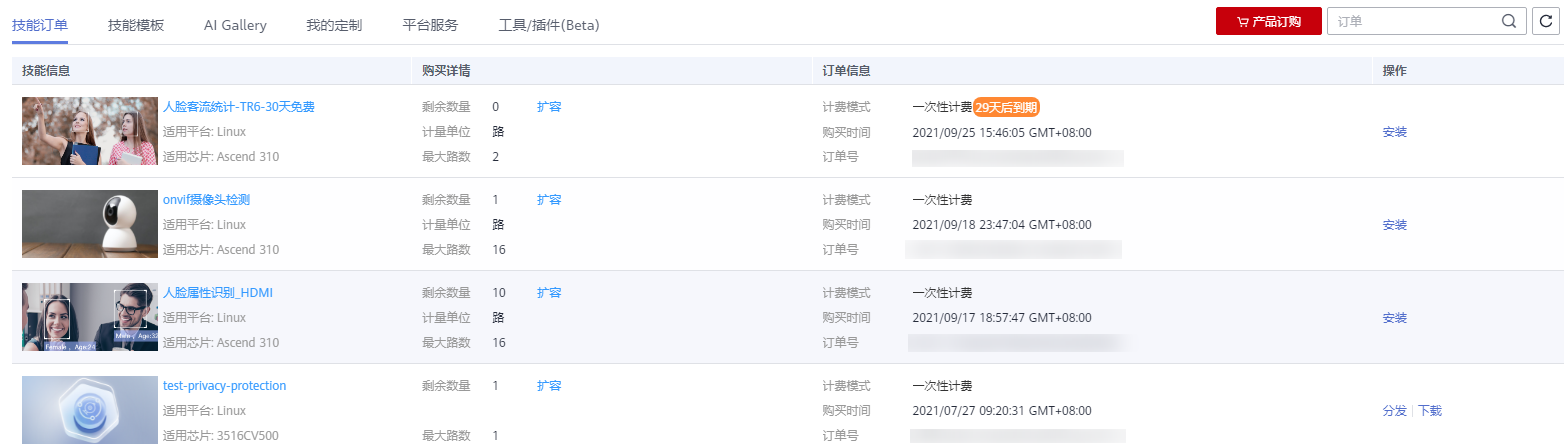 技能订单 技能模板 AI Gallery 我的定制 平台服务 工具/插件(Beta) 产品订购 订单
技能信息 购买详情 订单信息 操作
人脸客流统计-TR6-30天免费 剩余数量 0 扩容 计费模式 一次性计费 29天后到期
适用平台: Linux 计量单位 路 购买时间 2021/09/25 15:46:05 GMT+08:00 安装
适用芯片: Ascend 310 最大路数 2 订单号
onvif摄像头检测 剩余数量 1 扩容 计费模式 一次性计费
适用平台: Linux 计量单位 路 购买时间 2021/09/18 23:47:04 GMT+08:00 安装
适用芯片: Ascend 310 最大路数 16 订单号
人脸属性识别_HDMI 剩余数量 10 扩容 计费模式 一次性计费
适用平台: Linux 计量单位 路 购买时间 2021/09/17 18:57:47 GMT+08:00 安装
Female , Age:24
适用芯片: Ascend 310 最大路数 16 订单号
test-privacy-protection 剩余数量 1 扩容 计费模式 一次性计费
适用平台: Linux 购买时间 2021/07/27 09:20:31 GMT+08:00 分发 下载
适用芯片: 3516CV500 最大路数 1 订单号